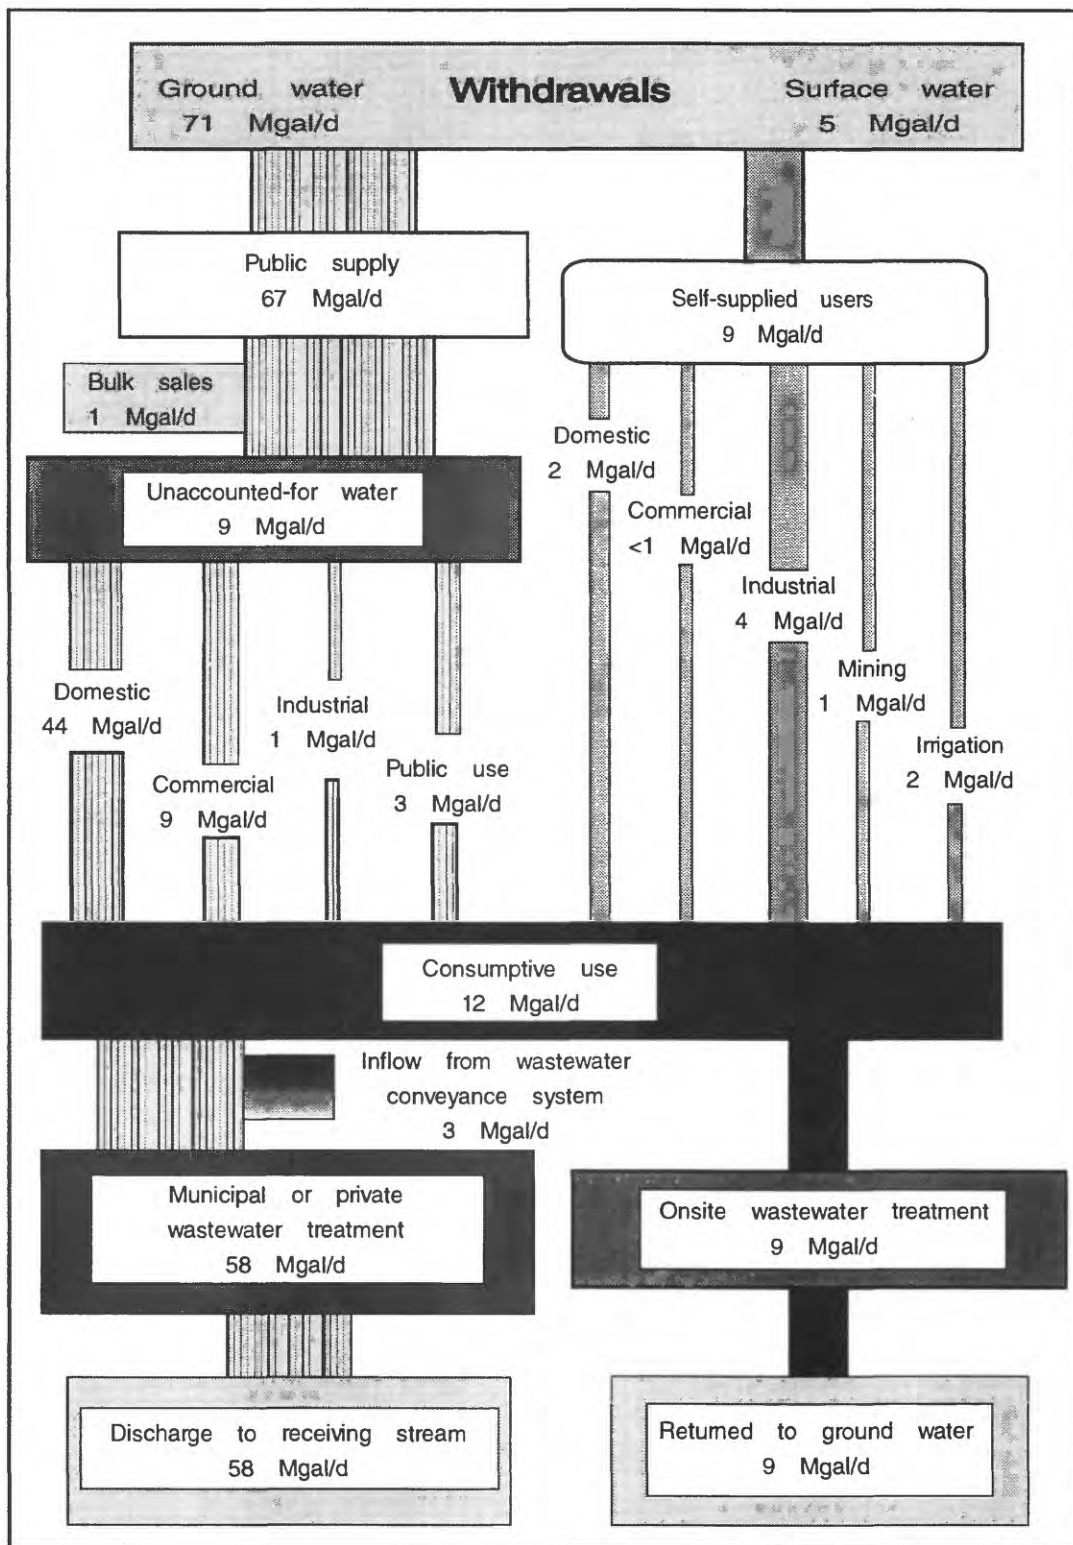 Withdrawals
Ground water
71 Mgal/d
Surface water
5 Mgal/d
Public supply
67 Mgal/d
Self-supplied users
9 Mgal/d
Bulk sales
1 Mgal/d
Unaccounted-for water
9 Mgal/d
Domestic
44 Mgal/d
Commercial
9 Mgal/d
Industrial
1 Mgal/d
Public use
3 Mgal/d
Domestic
2 Mgal/d
Commercial
<1 Mgal/d
Industrial
4 Mgal/d
Mining
1 Mgal/d
Irrigation
2 Mgal/d
Consumptive use
12 Mgal/d
Inflow from wastewater
conveyance system
3 Mgal/d
Municipal or private
wastewater treatment
58 Mgal/d
Onsite wastewater treatment
9 Mgal/d
Discharge to receiving stream
58 Mgal/d
Returned to ground water
9 Mgal/d